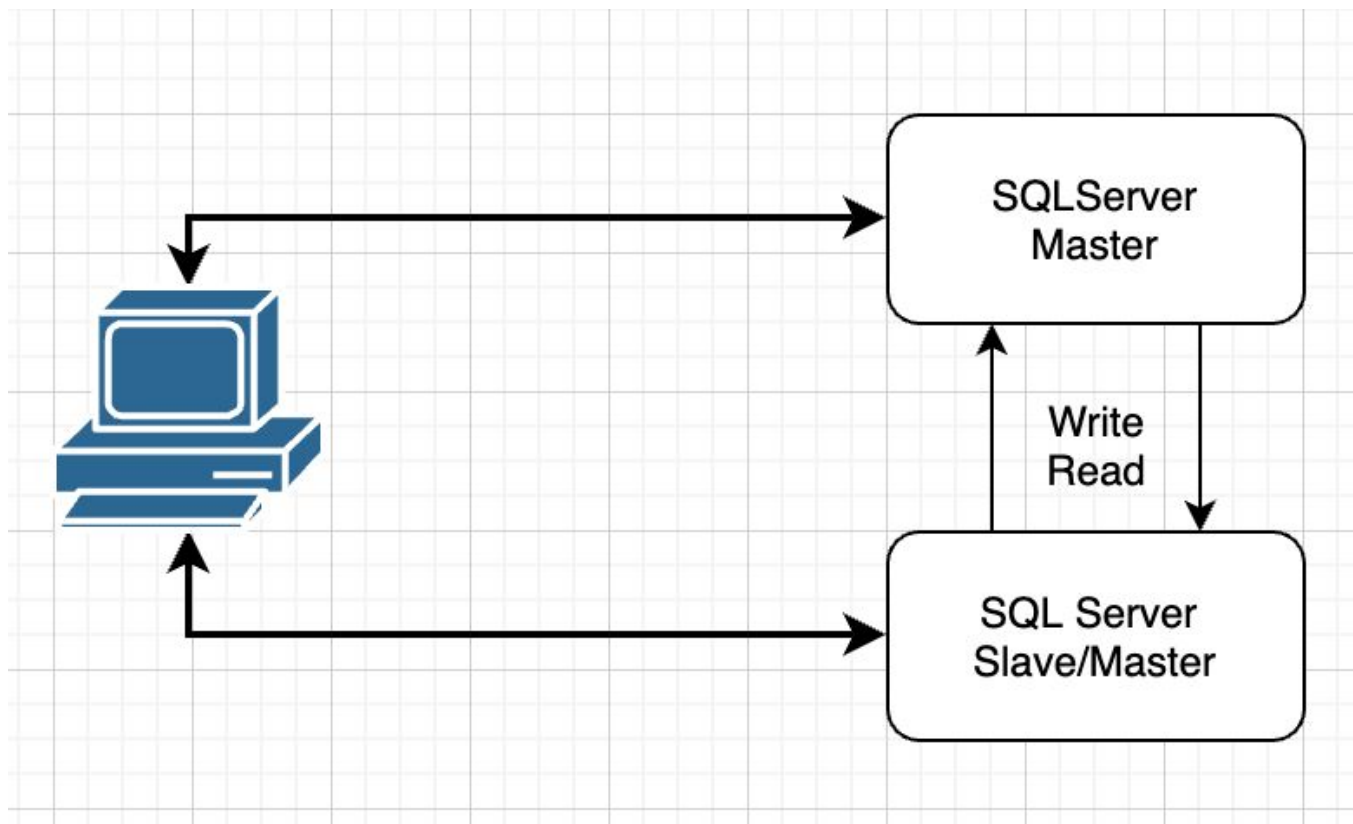 SQLServer
Master
Write
Read
SQL Server
Slave/Master